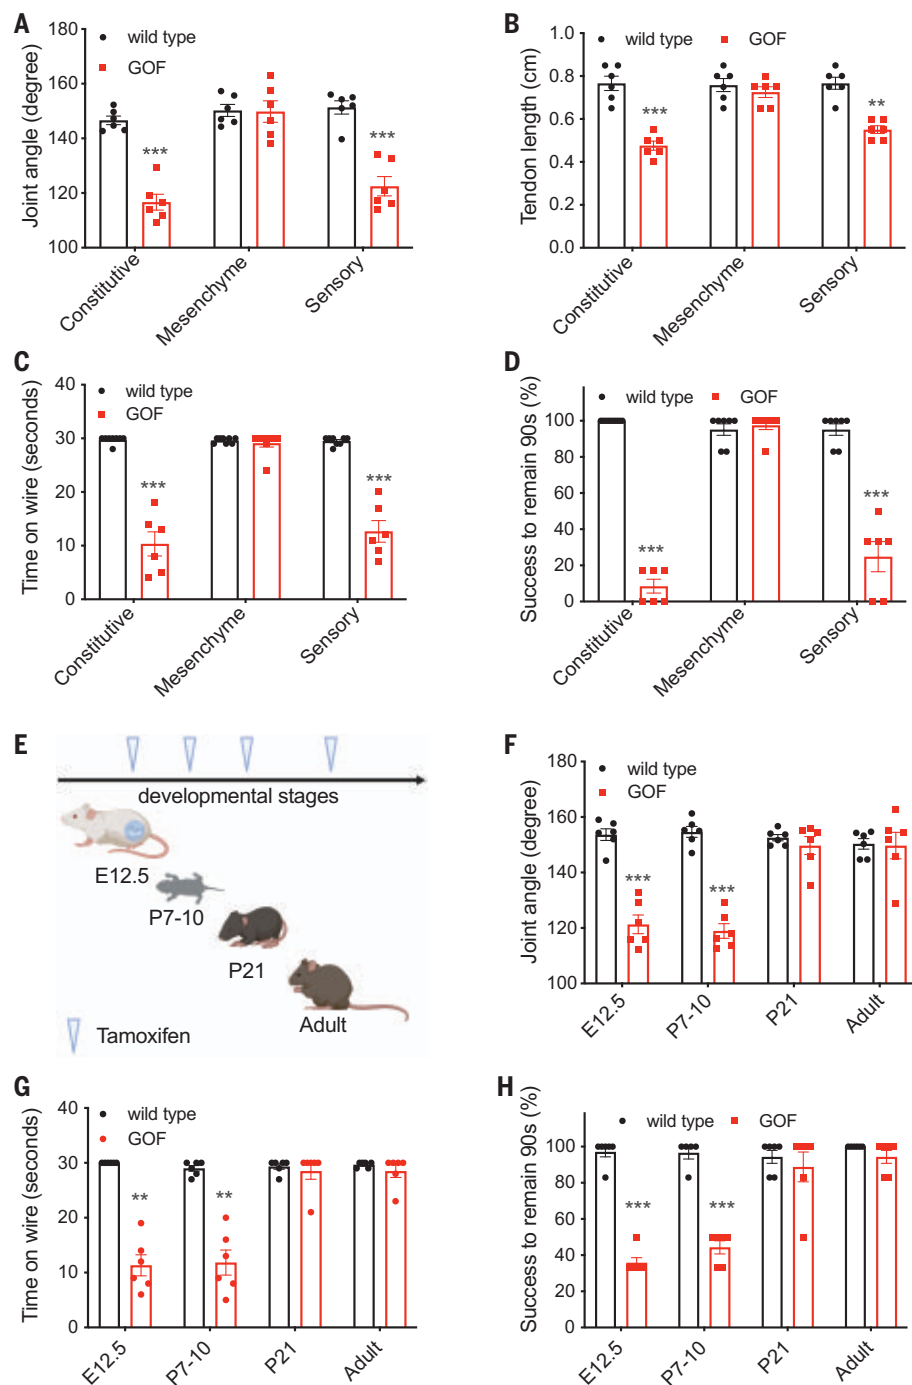 A
Joint angle (degree)
180
160
140
120
100
wild type
GOF
***
***
Constitutive
Mesenchyme
Sensory
B
Tendon length (cm)
1.0
0.8
0.6
0.4
0.2
0.0
wild type
GOF
***
**
Constitutive
Mesenchyme
Sensory
C
Time on wire (seconds)
40
30
20
10
0
wild type
GOF
***
***
Constitutive
Mesenchyme
Sensory
D
Success to remain 90s (%)
100
80
60
40
20
0
wild type
GOF
***
***
Constitutive
Mesenchyme
Sensory
E
developmental stages
E12.5
P7-10
P21
Adult
Tamoxifen
F
Joint angle (degree)
180
160
140
120
100
wild type
GOF
***
***
E12.5
P7-10
P21
Adult
G
Time on wire (seconds)
40
30
20
10
0
wild type
GOF
**
**
E12.5
P7-10
P21
Adult
H
Success to remain 90s (%)
100
80
60
40
20
0
wild type
GOF
***
***
E12.5
P7-10
P21
Adult